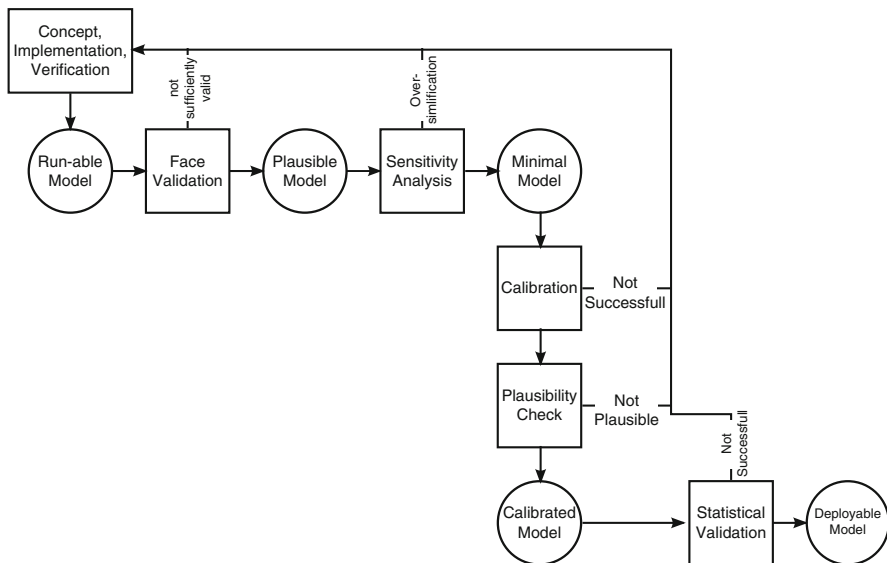 Concept,
Implementation,
Verification
not
sufficiently
valid
Over-
simlification
Run-able
Model
Face
Validation
Plausible
Model
Sensitivity
Analysis
Minimal
Model
Calibration
Not
Successfull
Plausibility
Check
Not
Plausible
Not
Successfull
Calibrated
Model
Statistical
Validation
Deployable
Model